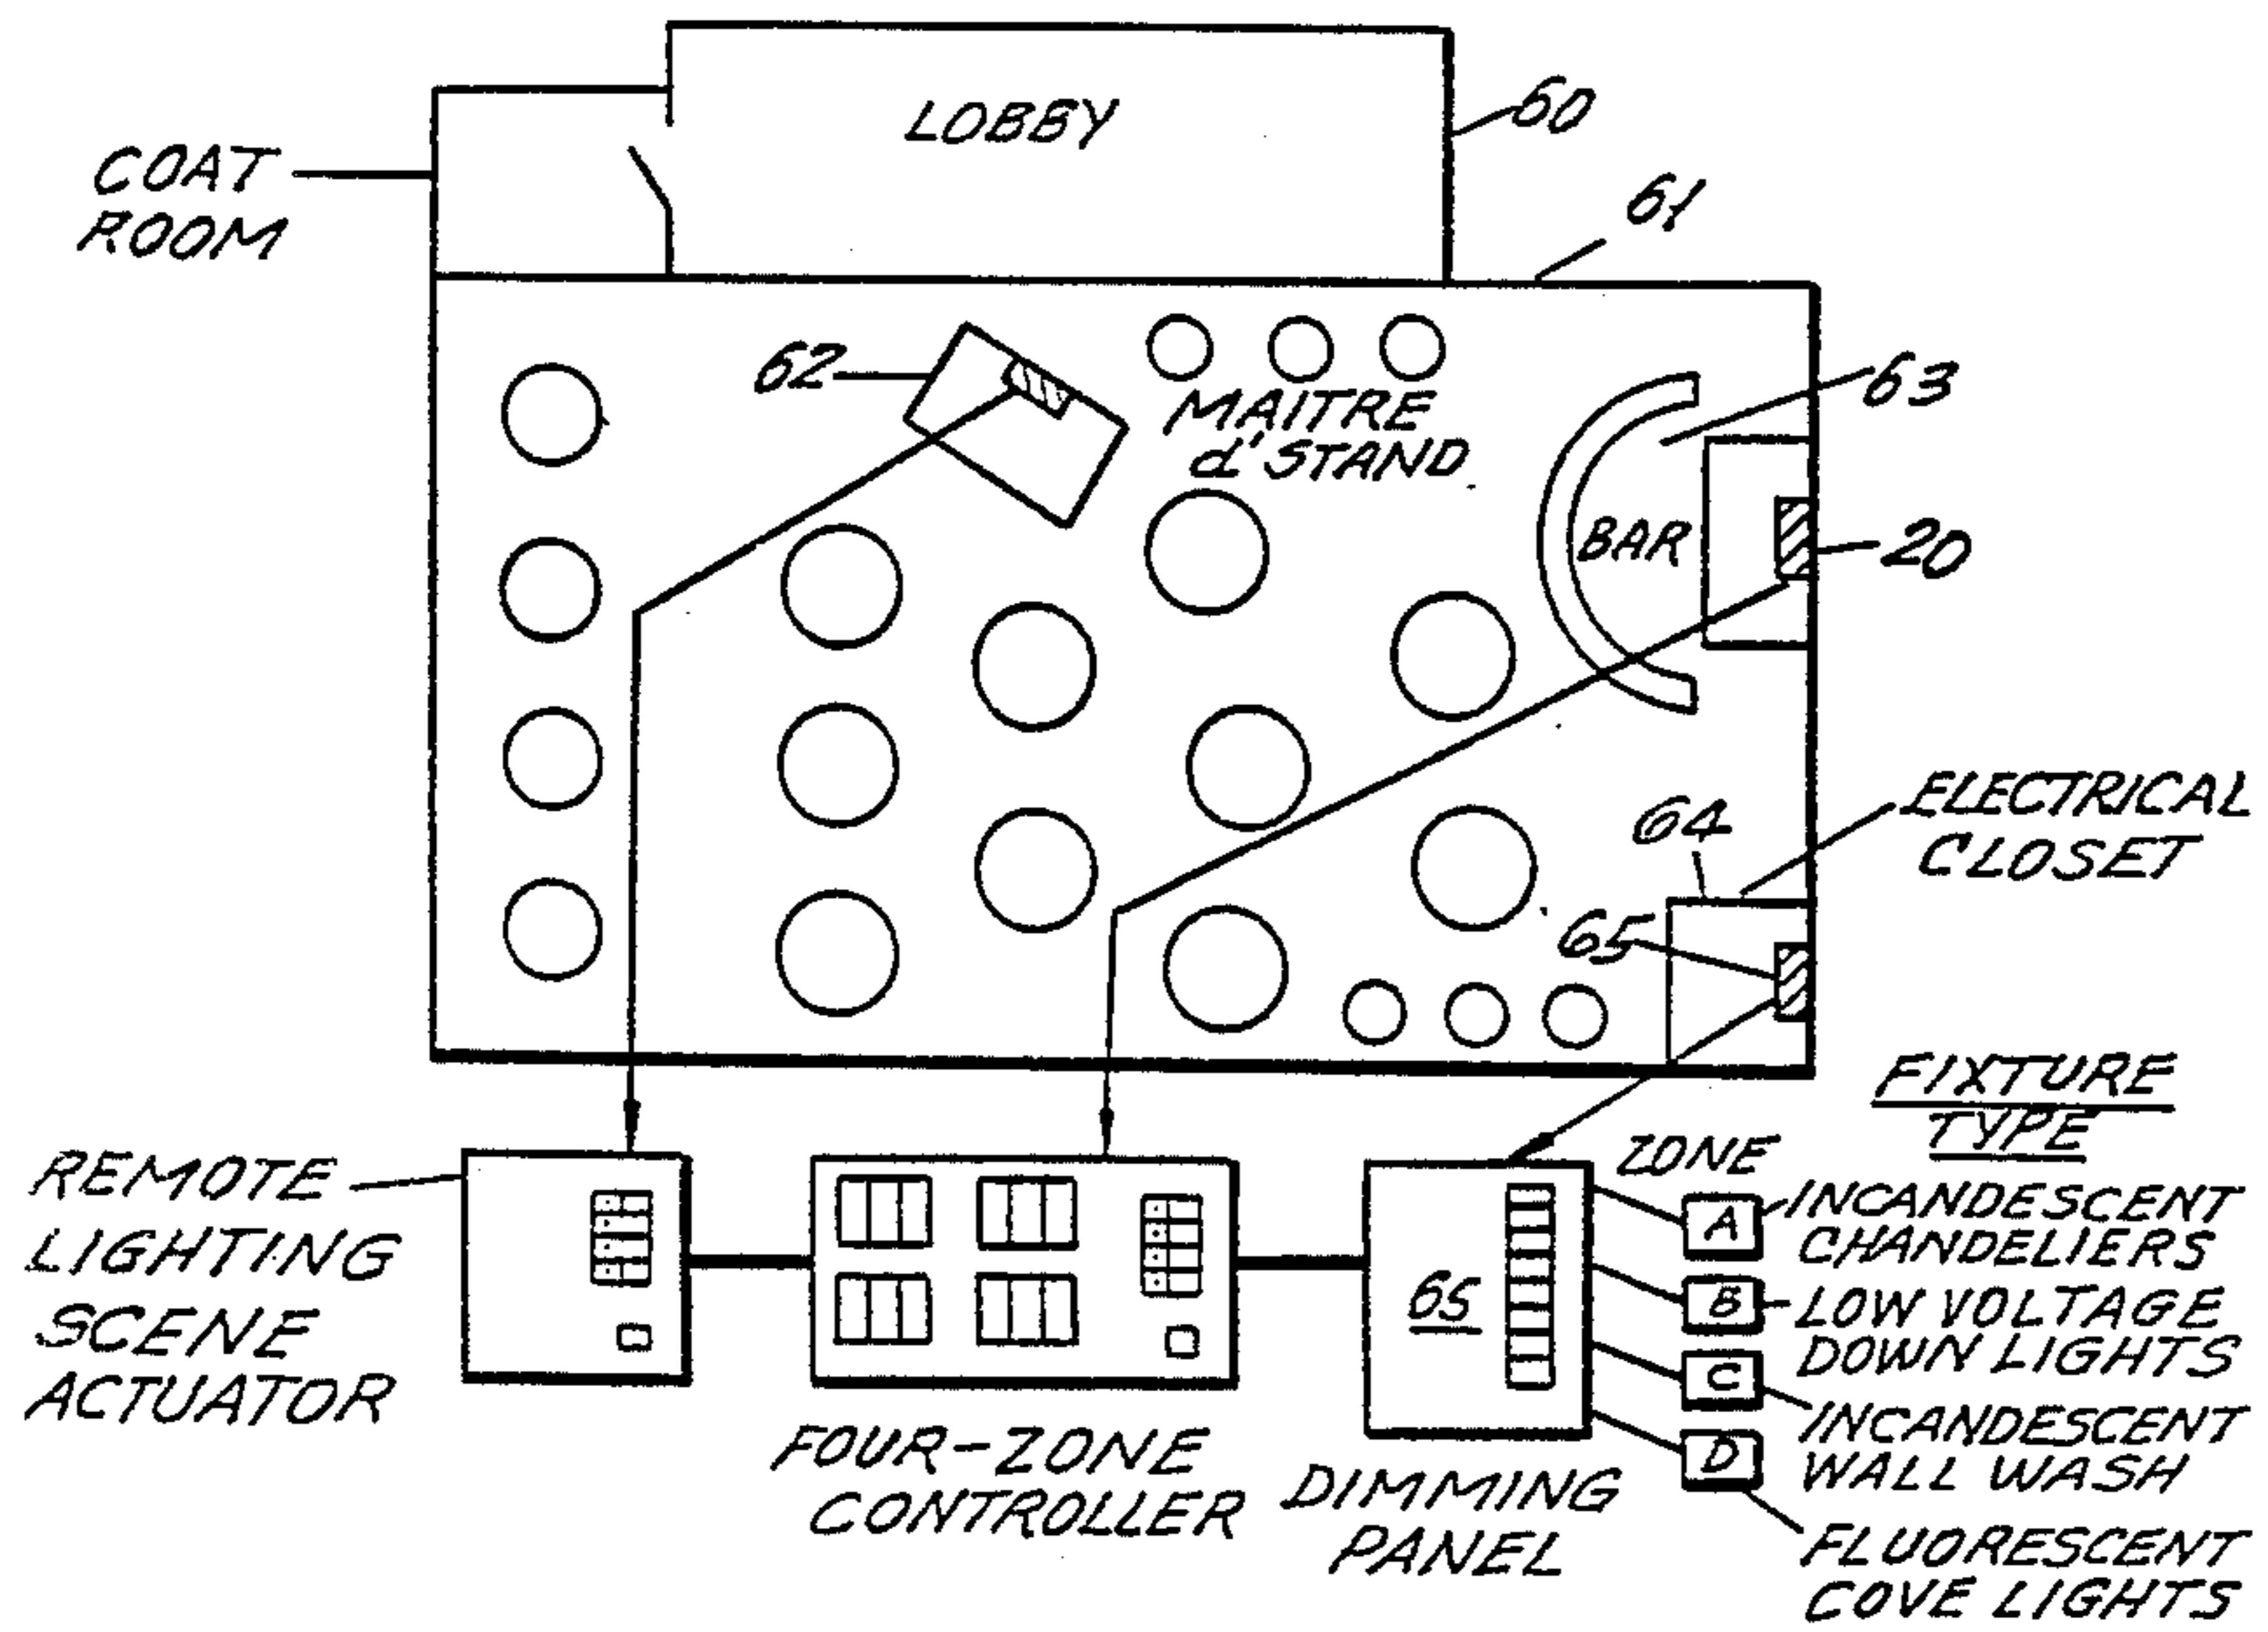 LOBBY
60
COAT
ROOM
61
62
MAITRE
d' STAND
63
BAR
20
ELECTRICAL
CLOSET
64
65
FIXTURE
TYPE
ZONE
REMOTE
LIGHTING
SCENE
ACTUATOR
FOUR-ZONE
CONTROLLER
65
DIMMING
PANEL
A
INCANDESCENT
CHANDELIERS
B
LOW VOLTAGE
DOWN LIGHTS
C
INCANDESCENT
WALL WASH
D
FLUORESCENT
COVE LIGHTS